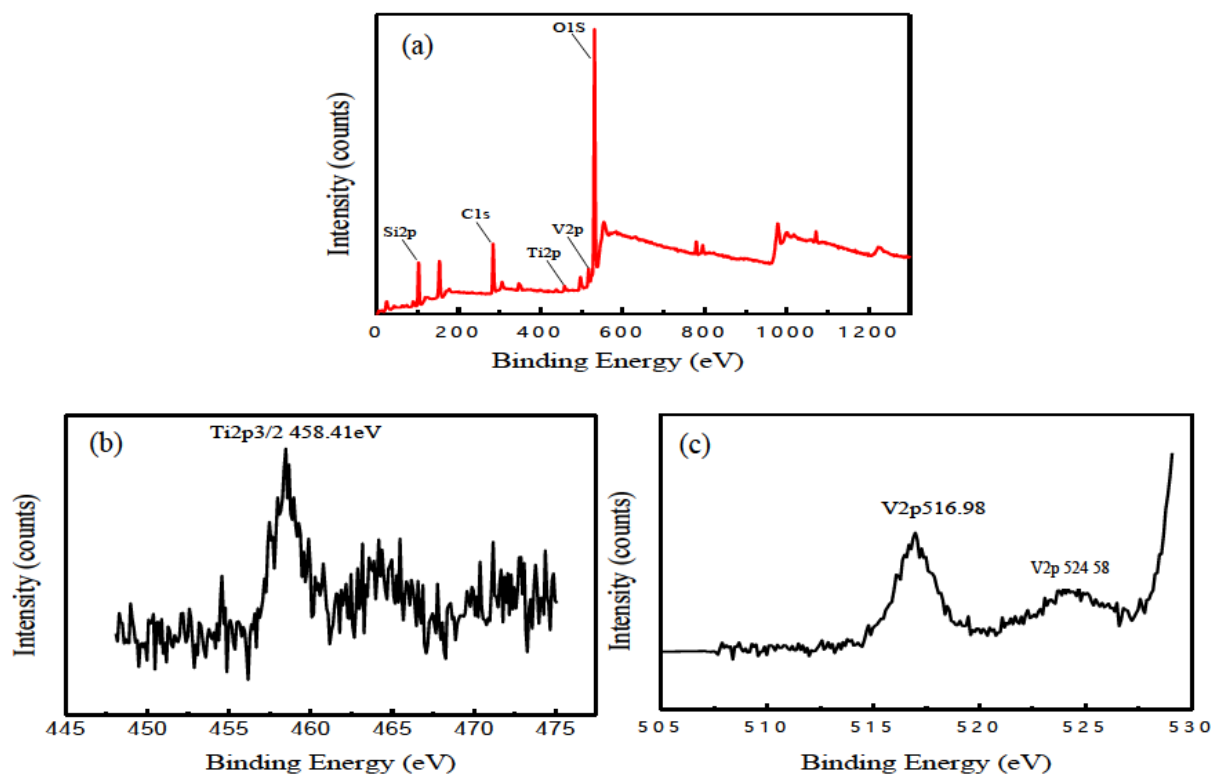 (a)
O1S
Si2p
C1s
Ti2p
V2p
Intensity (counts)
0 200 400 600 800 1000 1200
Binding Energy (eV)
(b)
Ti2p3/2 458.41eV
Intensity (counts)
445 450 455 460 465 470 475
Binding Energy (eV)
(c)
V2p516.98
V2p 524 58
Intensity (counts)
505 510 515 520 525 530
Binding Energy (eV)